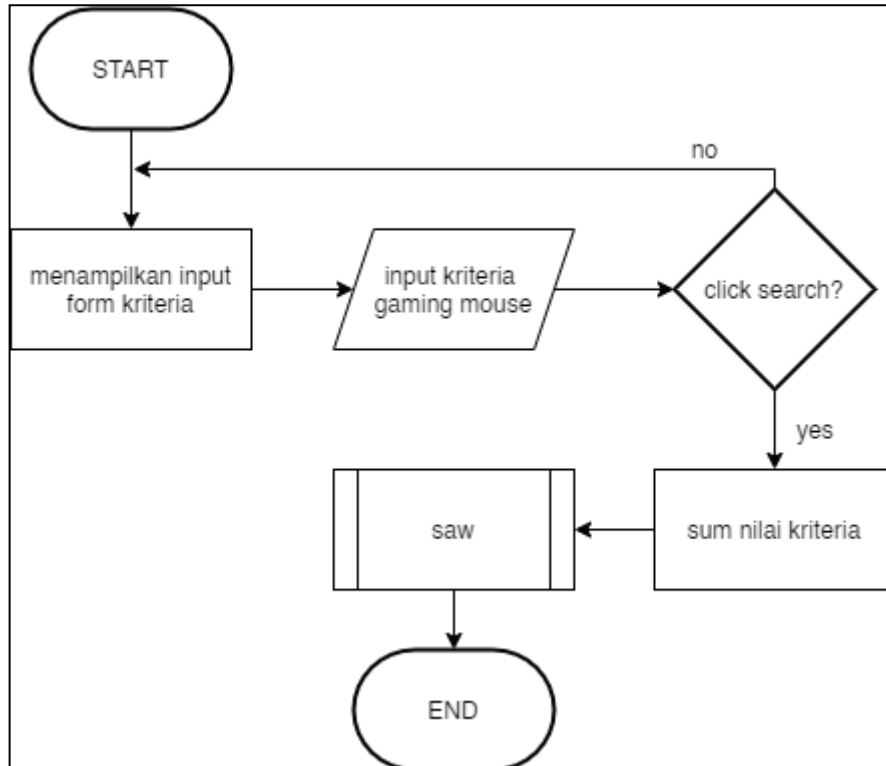 START
no
menampilkan input
form kriteria
input kriteria
gaming mouse
click search?
yes
saw
sum nilai kriteria
END